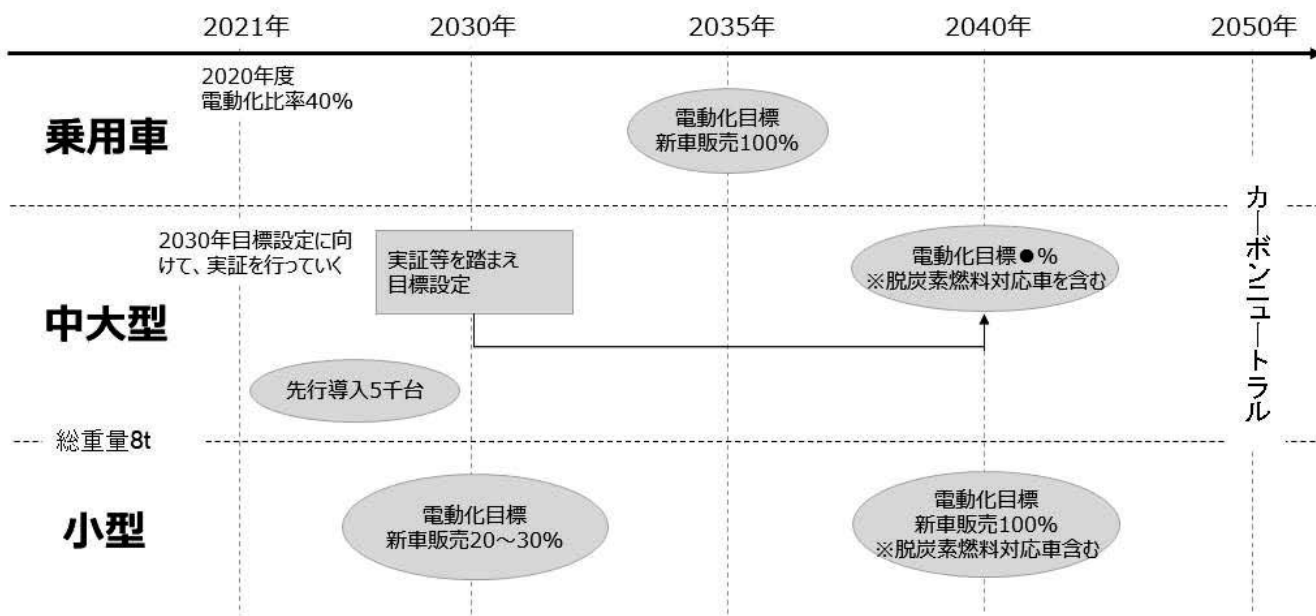 2021年
2030年
2035年
2040年
2050年
2020年度
電動化比率40%
乗用車
電動化目標
新車販売100%
2030年目標設定に向
けて、実証を行っていく
実証等を踏まえ
目標設定
電動化目標●%
※脱炭素燃料対応車を含む
中大型
先行導入5千台
カーボンニュートラル
総重量8t
小型
電動化目標
新車販売20～30%
電動化目標
新車販売100%
※脱炭素燃料対応車含む